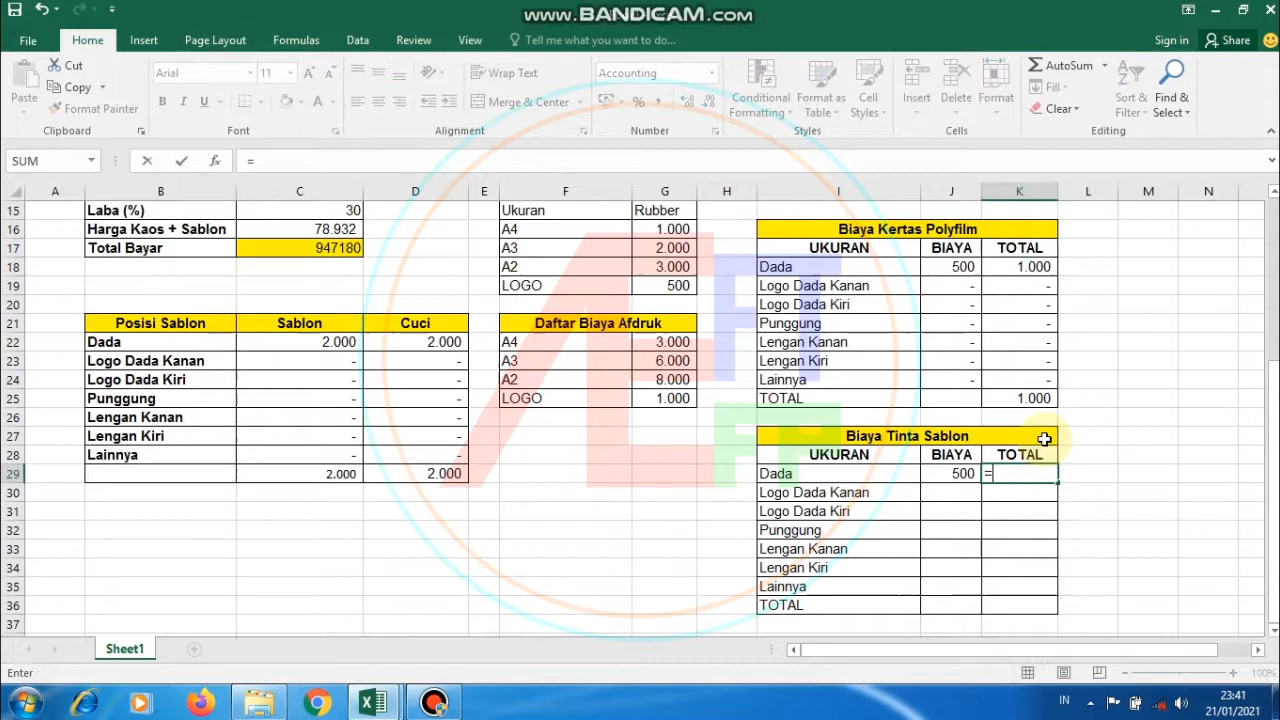 www.BANDICAM.com
File Home Insert Page Layout Formulas Data Review View Tell me what you want to do... Sign in Share
Paste Cut Copy Format Painter Clipboard
Arial 11 B I U Font
Wrap Text Merge & Center Alignment
Accounting % Number
Conditional Formatting Format as Table Cell Styles Styles
Insert Delete Format Cells
AutoSum Fill Clear Sort & Filter Find & Select Editing
SUM fx =
A B C D E F G H I J K L M N
15 Laba (%) 30 Ukuran Rubber
16 Harga Kaos + Sablon 78.932 A4 1.000 Biaya Kertas Polyfilm
17 Total Bayar 947180 A3 2.000 UKURAN BIAYA TOTAL
18 A2 3.000 Dada 500 1.000
19 LOGO 500 Logo Dada Kanan - -
20 Logo Dada Kiri - -
21 Posisi Sablon Sablon Cuci Daftar Biaya Afdruk Punggung - -
22 Dada 2.000 2.000 A4 3.000 Lengan Kanan - -
23 Logo Dada Kanan - - A3 6.000 Lengan Kiri - -
24 Logo Dada Kiri - - A2 8.000 Lainnya - -
25 Punggung - - LOGO 1.000 TOTAL 1.000
26 Lengan Kanan - -
27 Lengan Kiri - - Biaya Tinta Sablon
28 Lainnya - - UKURAN BIAYA TOTAL
29 2.000 2.000 Dada 500 =
30 Logo Dada Kanan
31 Logo Dada Kiri
32 Punggung
33 Lengan Kanan
34 Lengan Kiri
35 Lainnya
36 TOTAL
37
Sheet1
Enter 100%
IN 23:41
21/01/2021